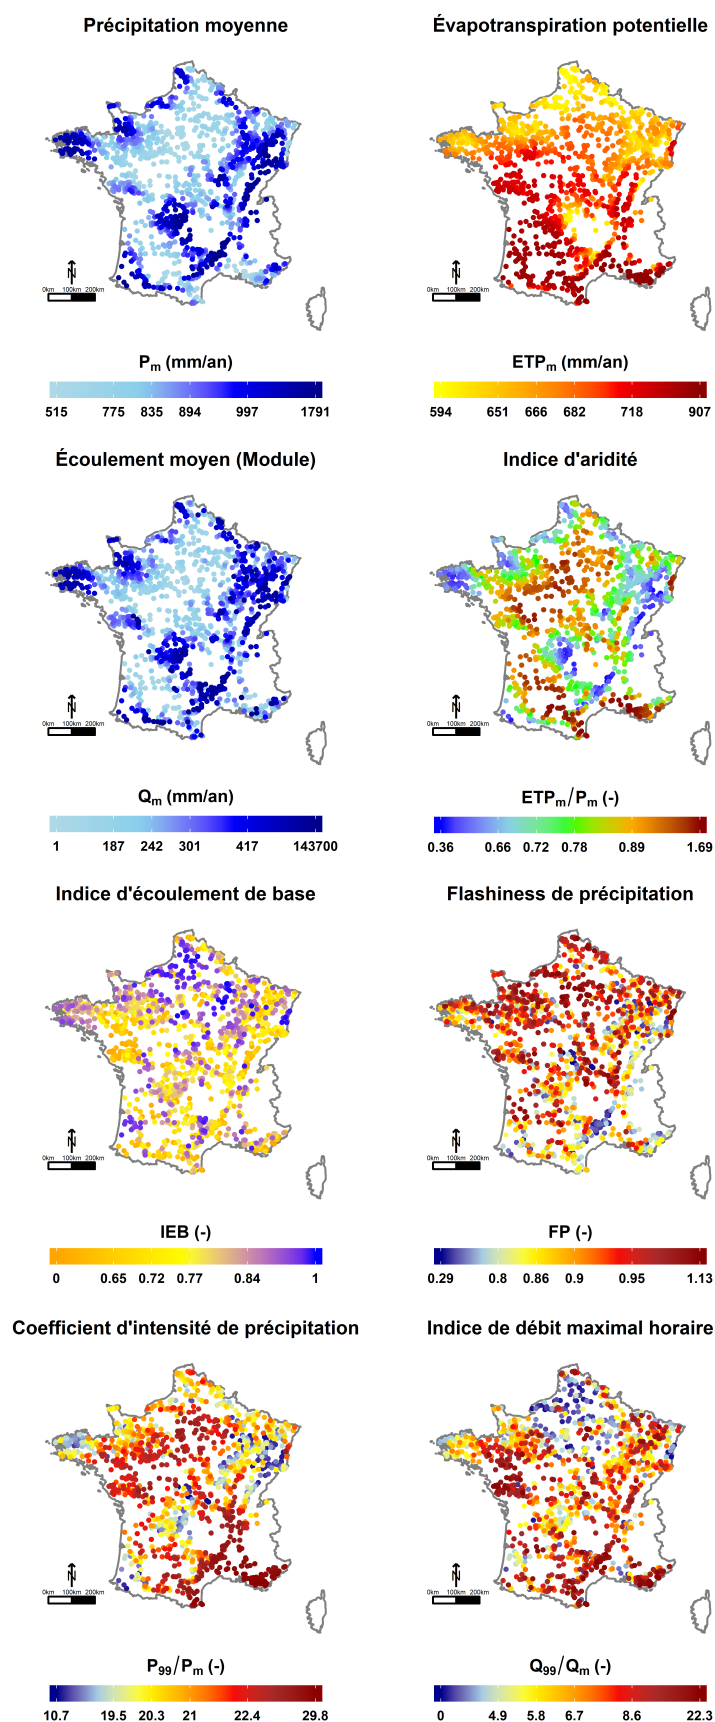 Précipitation moyenne
Évapotranspiration potentielle
N
0km 100km 200km
N
0km 100km 200km
Pm (mm/an)
ETPm (mm/an)
515 775 835 894 997 1791
594 651 666 682 718 907
Écoulement moyen (Module)
Indice d'aridité
N
0km 100km 200km
N
0km 100km 200km
Qm (mm/an)
ETPm/Pm (-)
1 187 242 301 417 143700
0.36 0.66 0.72 0.78 0.89 1.69
Indice d'écoulement de base
Flashiness de précipitation
N
0km 100km 200km
N
0km 100km 200km
IEB (-)
FP (-)
0 0.65 0.72 0.77 0.84 1
0.29 0.8 0.86 0.9 0.95 1.13
Coefficient d'intensité de précipitation
Indice de débit maximal horaire
N
0km 100km 200km
N
0km 100km 200km
P99/Pm (-)
Q99/Qm (-)
10.7 19.5 20.3 21 22.4 29.8
0 4.9 5.8 6.7 8.6 22.3